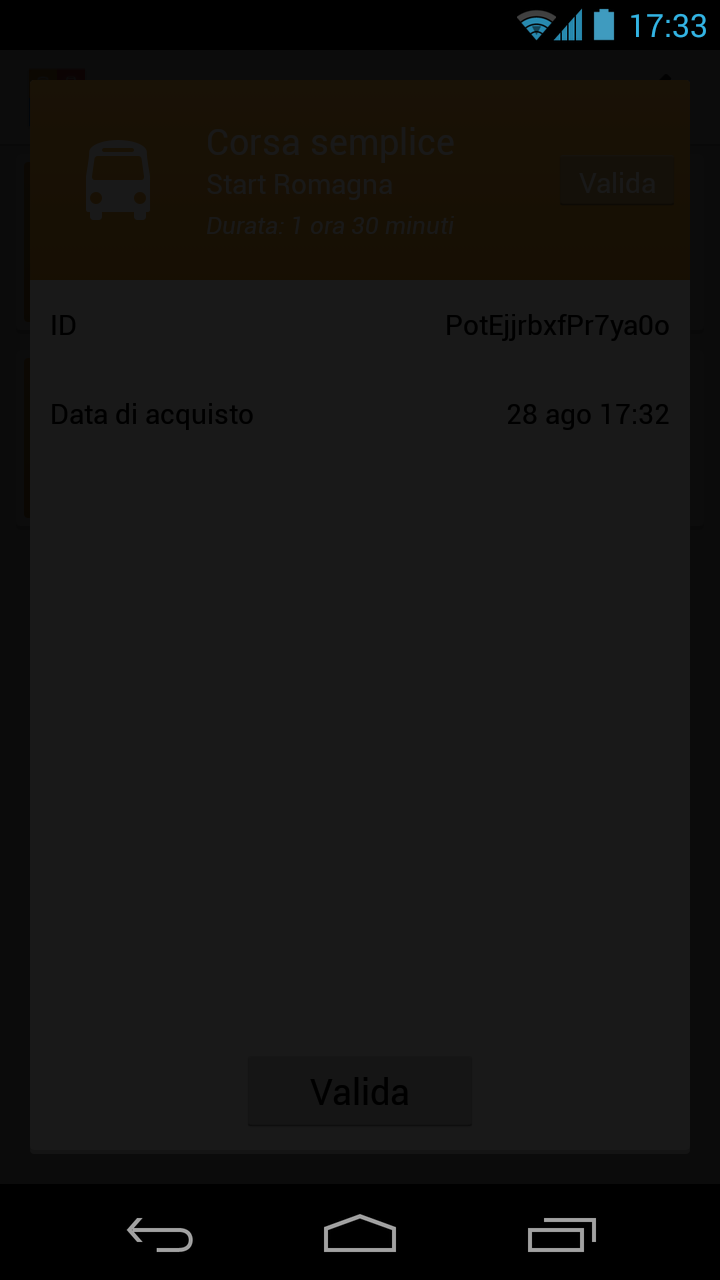 17:33
Corsa semplice
Start Romagna
Durata: 1 ora 30 minuti
Valida
ID PotEjjrbxfPr7ya0o
Data di acquisto 28 ago 17:32
Valida